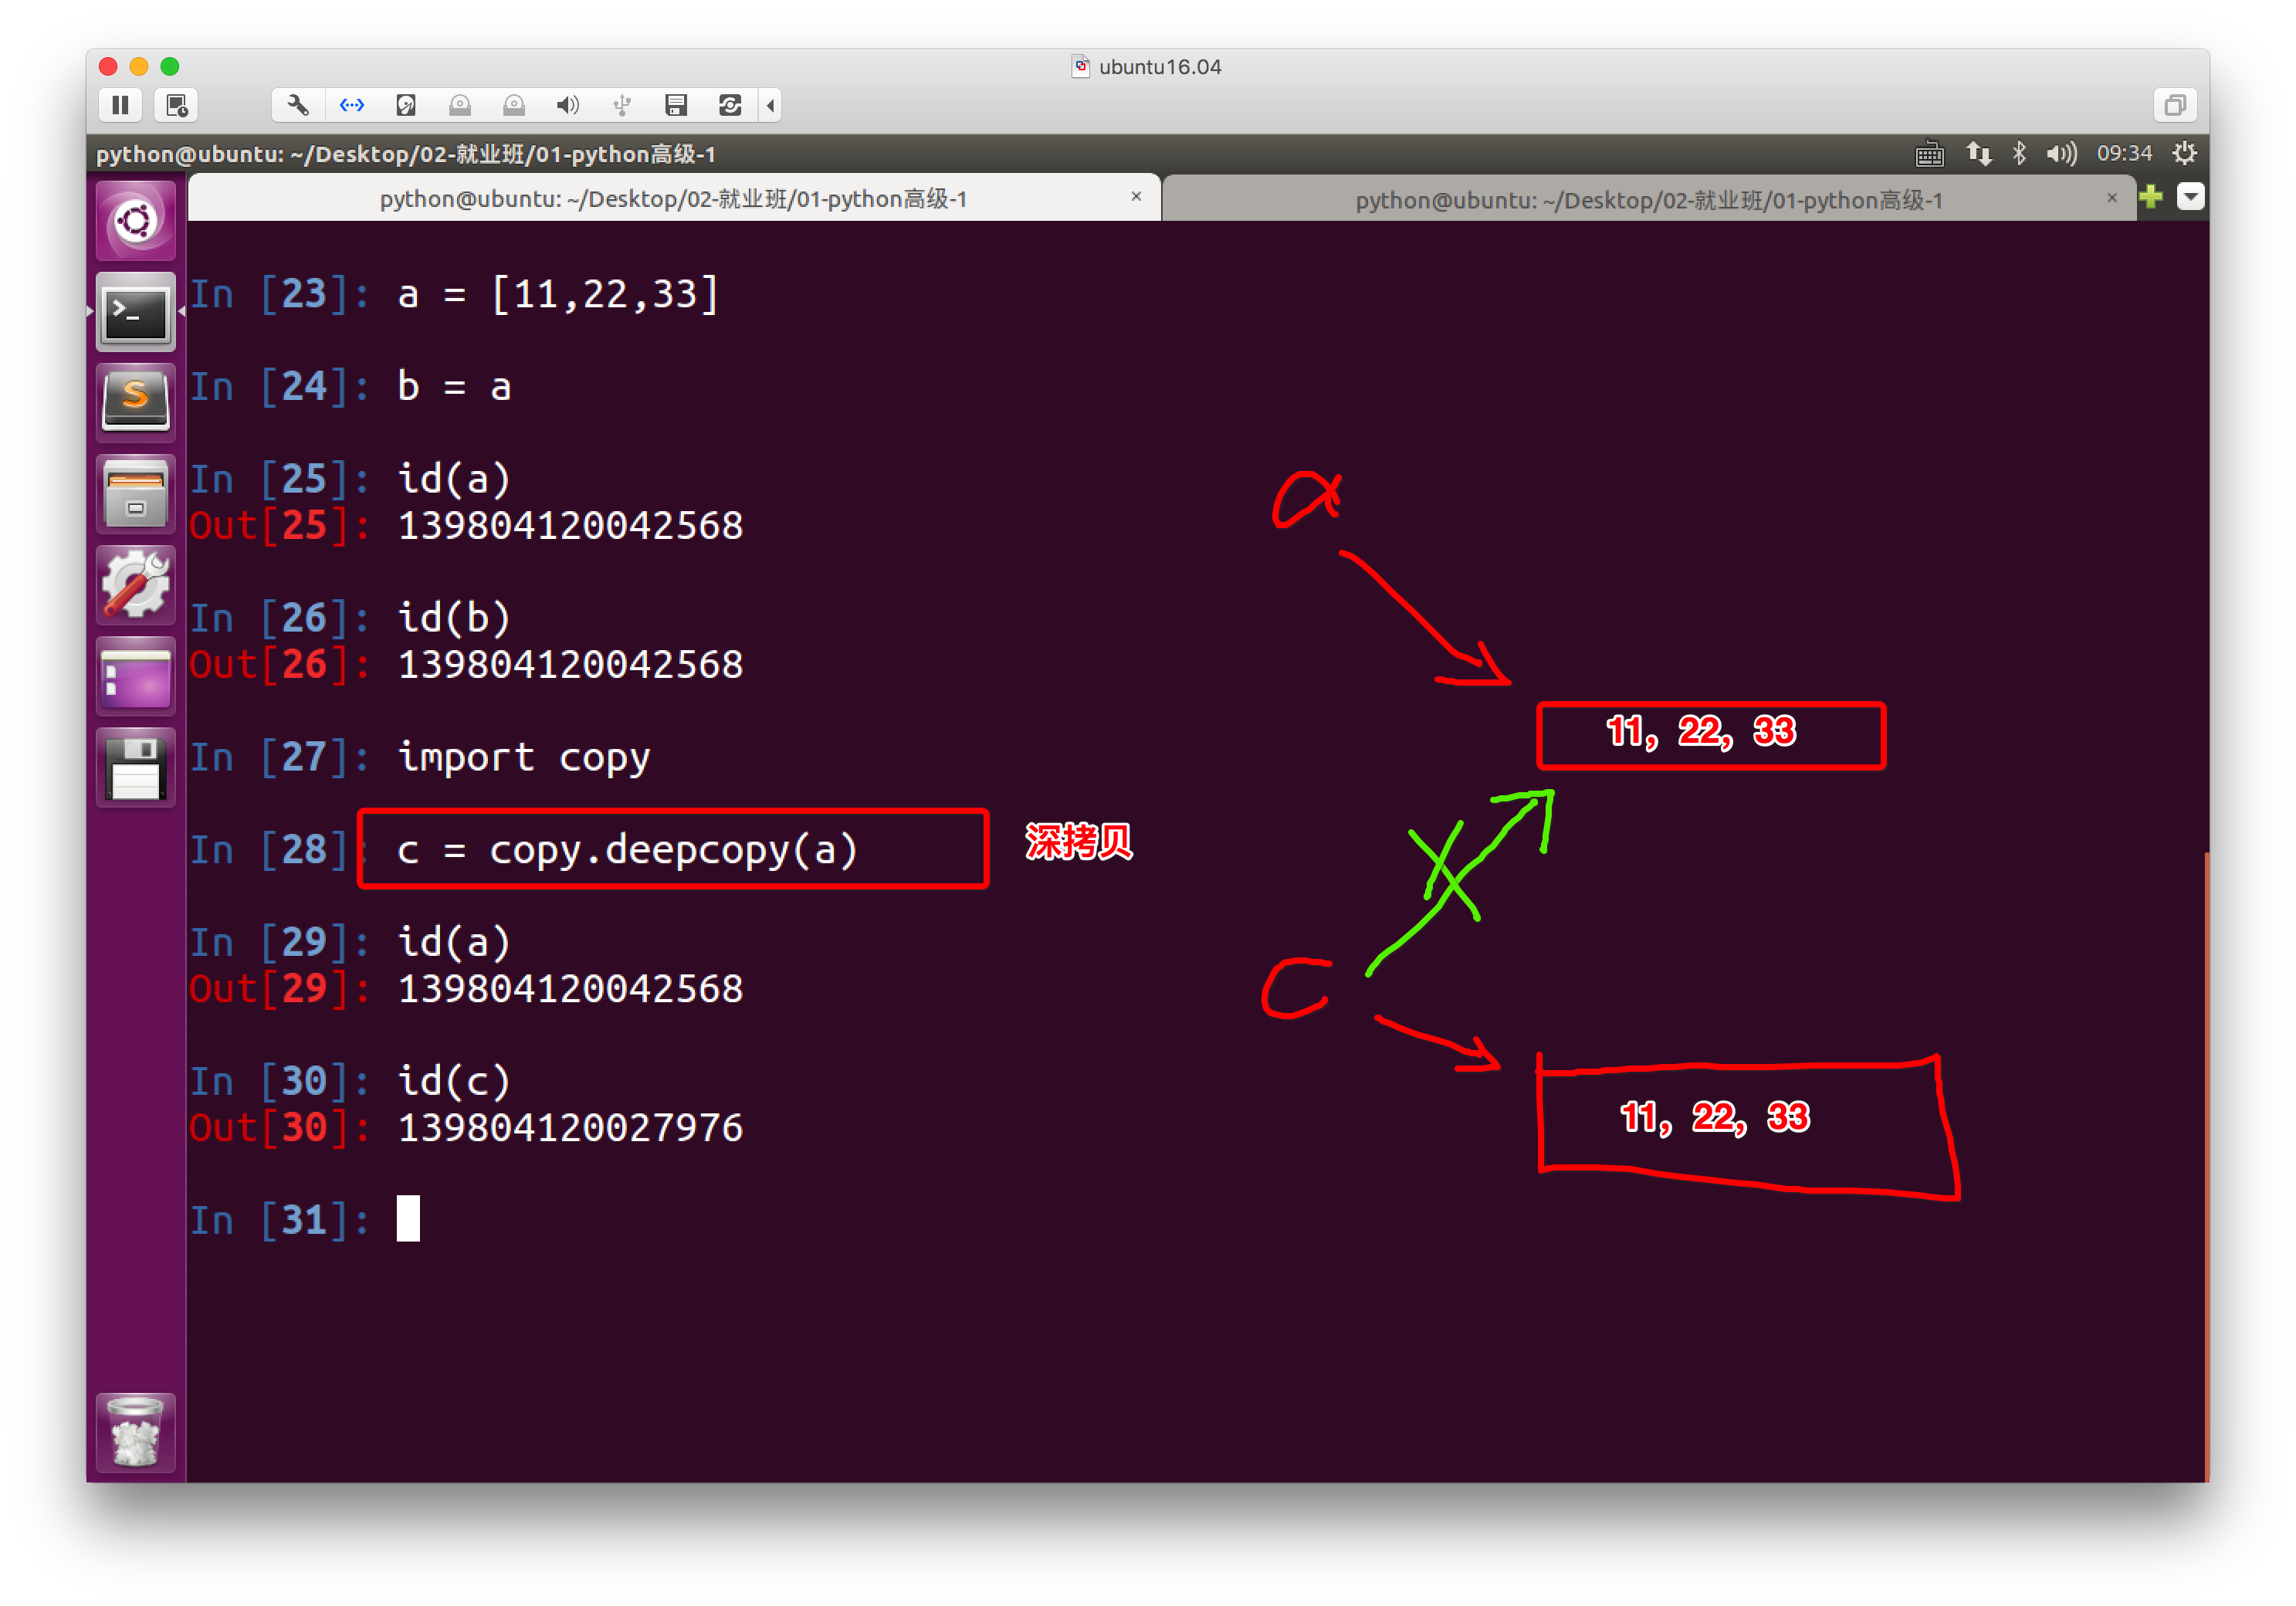 ubuntu16.04
python@ubuntu: ~/Desktop/02-就业班/01-python高级-1
09:34
python@ubuntu: ~/Desktop/02-就业班/01-python高级-1 ×
python@ubuntu: ~/Desktop/02-就业班/01-python高级-1 ×
In [23]: a = [11,22,33]
In [24]: b = a
In [25]: id(a)
Out[25]: 139804120042568
In [26]: id(b)
Out[26]: 139804120042568
In [27]: import copy
In [28]: c = copy.deepcopy(a)
深拷贝
In [29]: id(a)
Out[29]: 139804120042568
In [30]: id(c)
Out[30]: 139804120027976
In [31]:
a
11，22，33
c
11，22，33